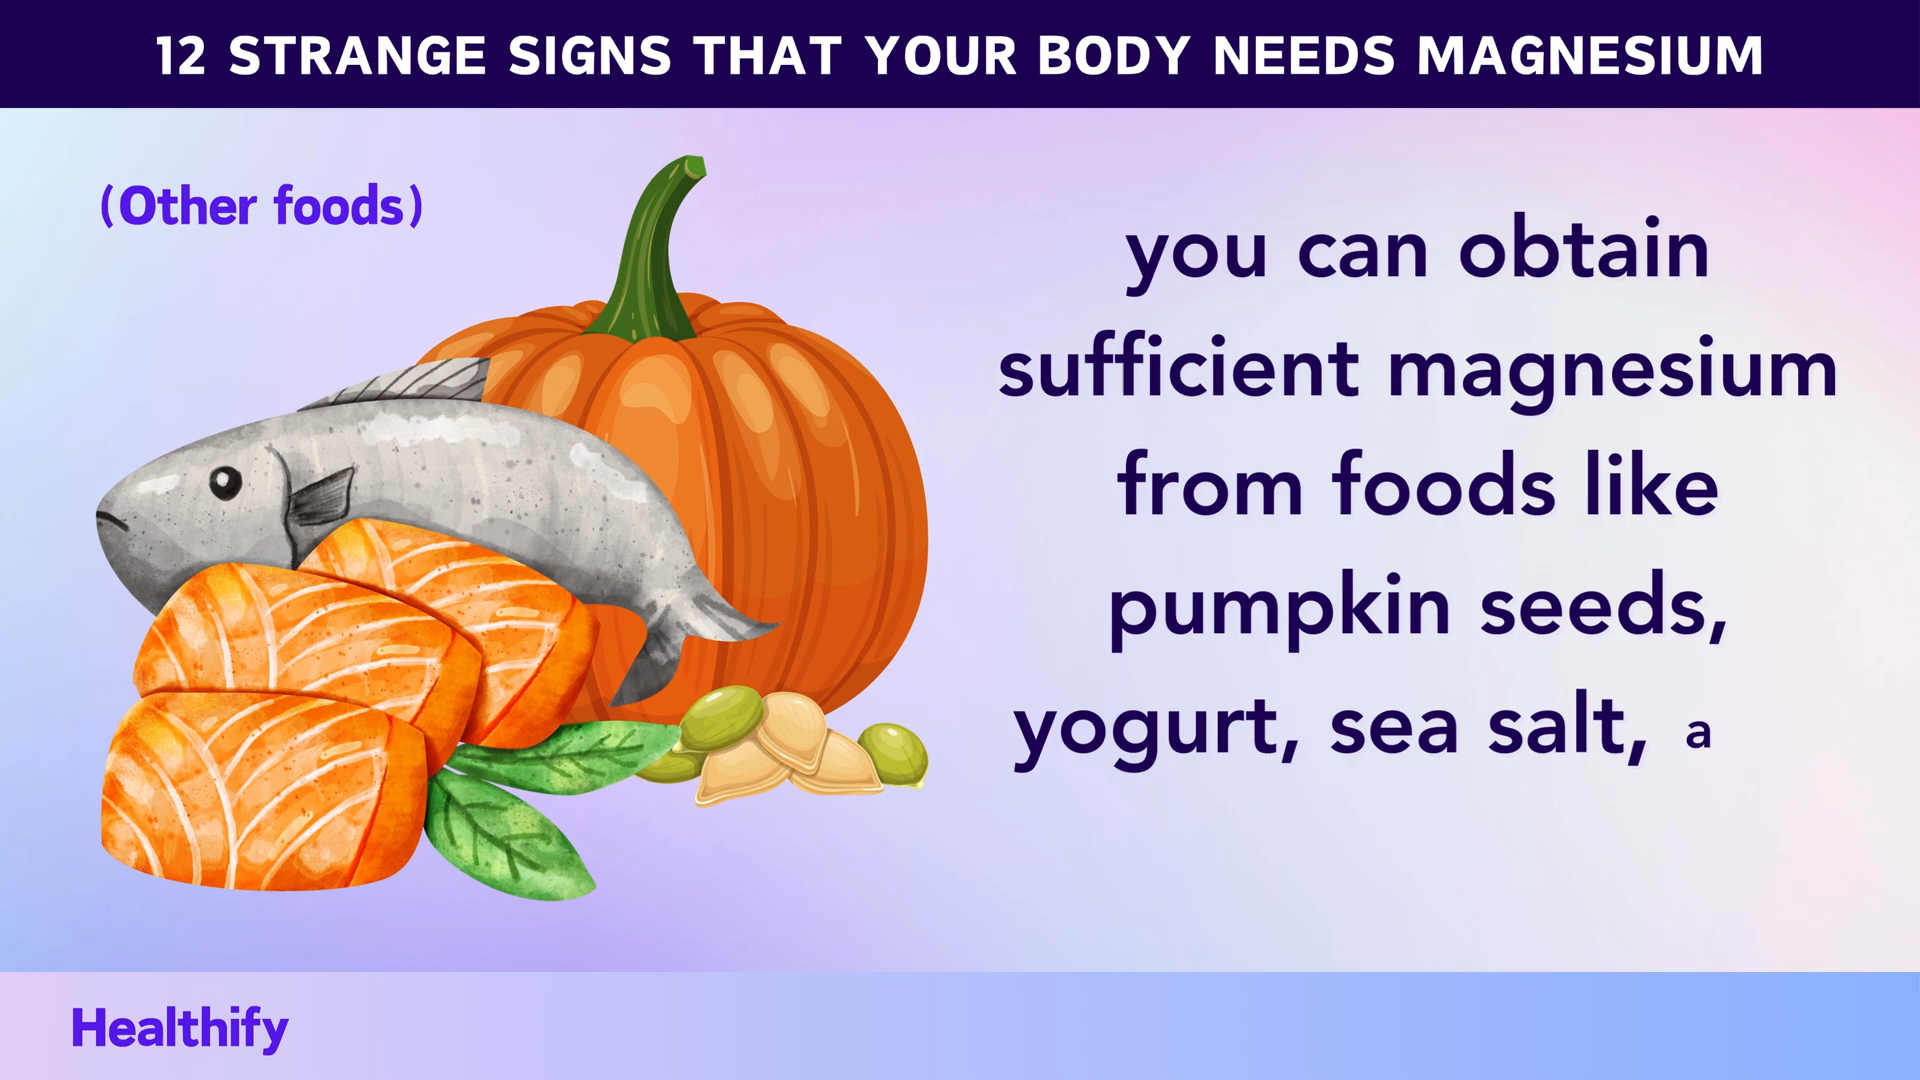 12 STRANGE SIGNS THAT YOUR BODY NEEDS MAGNESIUM
(Other foods)
you can obtain
sufficient magnesium
from foods like
pumpkin seeds,
yogurt, sea salt, a
Healthify